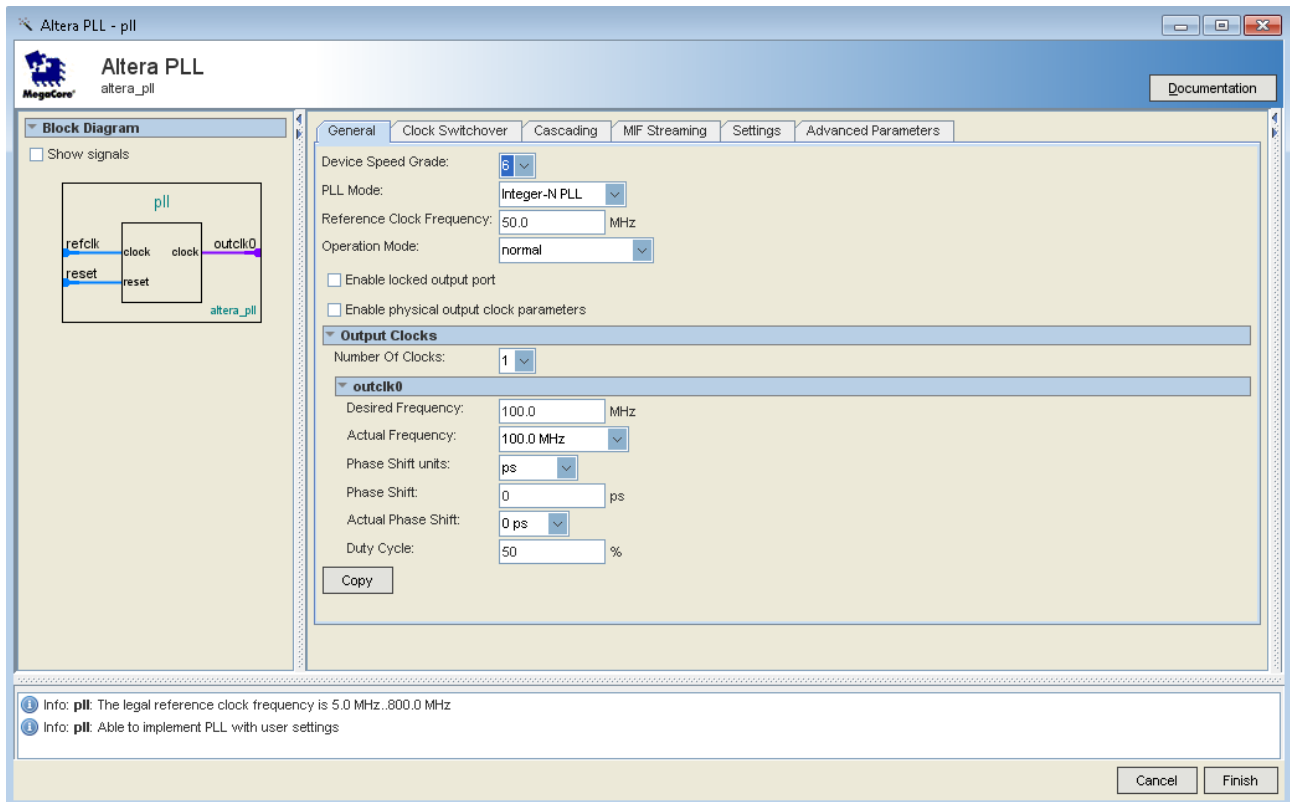 Altera PLL - pll
MegaCore®
Altera PLL
altera_pll
Documentation
Block Diagram
Show signals
pll
refclk
clock
clock
outclk0
reset
reset
altera_pll
General
Clock Switchover
Cascading
MIF Streaming
Settings
Advanced Parameters
Device Speed Grade: 6
PLL Mode: Integer-N PLL
Reference Clock Frequency: 50.0 MHz
Operation Mode: normal
Enable locked output port
Enable physical output clock parameters
Output Clocks
Number Of Clocks: 1
outclk0
Desired Frequency: 100.0 MHz
Actual Frequency: 100.0 MHz
Phase Shift units: ps
Phase Shift: 0 ps
Actual Phase Shift: 0 ps
Duty Cycle: 50 %
Copy
Info: pll: The legal reference clock frequency is 5.0 MHz..800.0 MHz
Info: pll: Able to implement PLL with user settings
Cancel
Finish